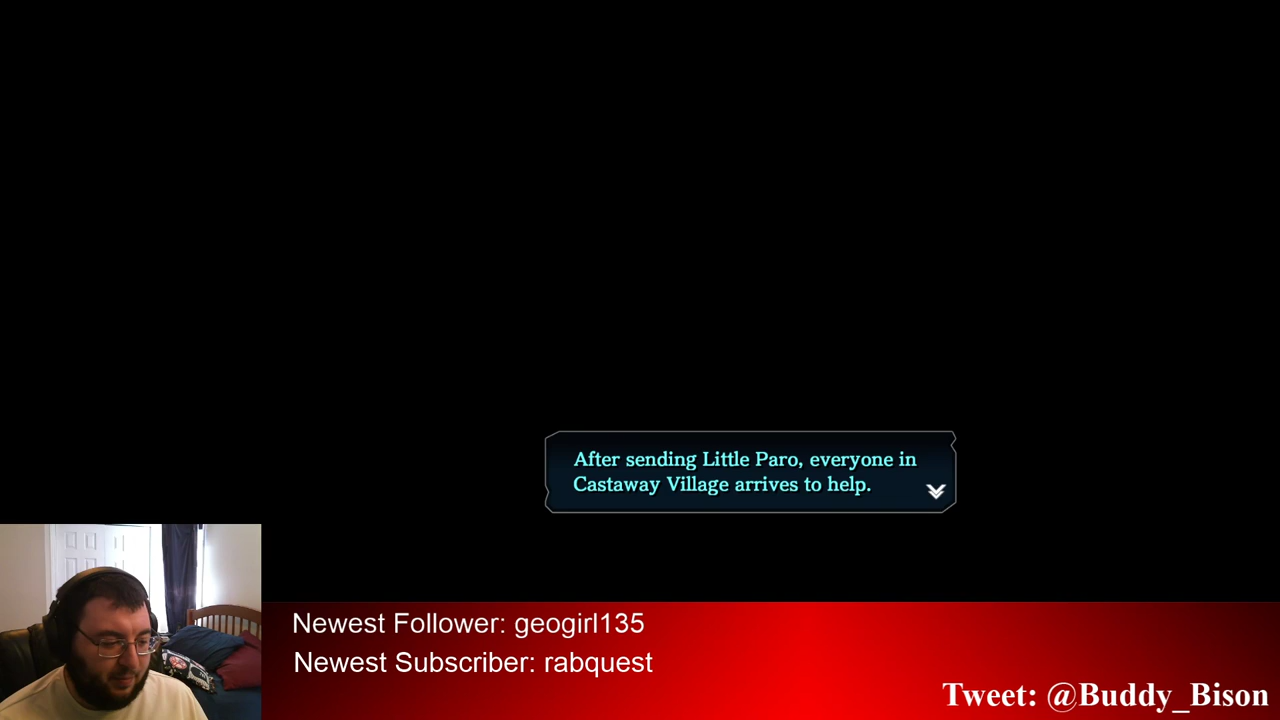 After sending Little Paro, everyone in
Castaway Village arrives to help.
Newest Follower: geogirl135
Newest Subscriber: rabquest
Tweet: @Buddy_Bison